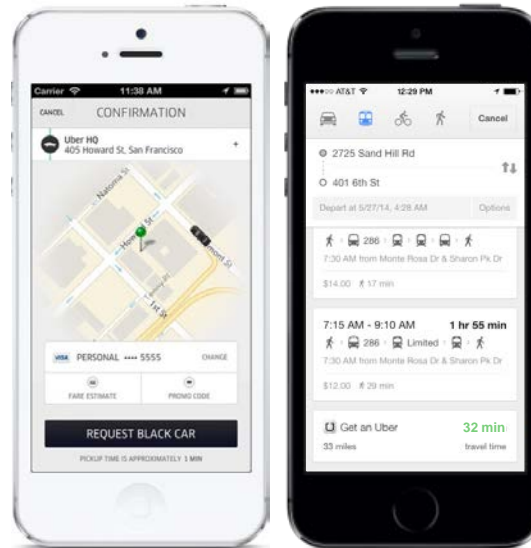 Carrier 11:38 AM
CANCEL CONFIRMATION
Uber HQ
405 Howard St, San Francisco +
Natoma St
Howard St
1st St
PERSONAL •••• 5555 CHANGE
VISA
FARE ESTIMATE PROMO CODE
REQUEST BLACK CAR
PICKUP TIME IS APPROXIMATELY 1 MIN
AT&T 12:29 PM
Cancel
2725 Sand Hill Rd
401 6th St
Depart at 5/27/14, 4:28 AM Options
286
7:30 AM from Monte Rosa Dr & Sharon Pk Dr
$14.00 17 min
7:15 AM - 9:10 AM 1 hr 55 min
286 Limited
7:30 AM from Monte Rosa Dr & Sharon Pk Dr
$12.00 29 min
Get an Uber 32 min
33 miles travel time